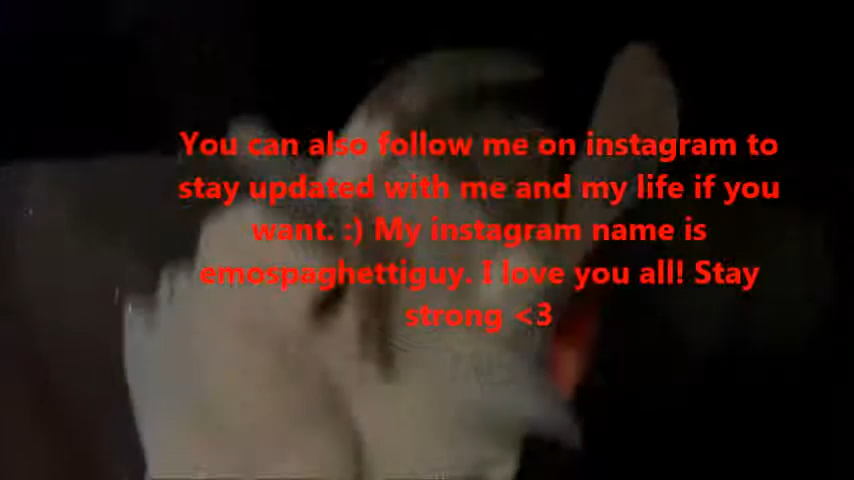 You can also follow me on instagram to
stay updated with me and my life if you
want. :) My instagram name is
emospaghettiguy. I love you all! Stay
strong <3